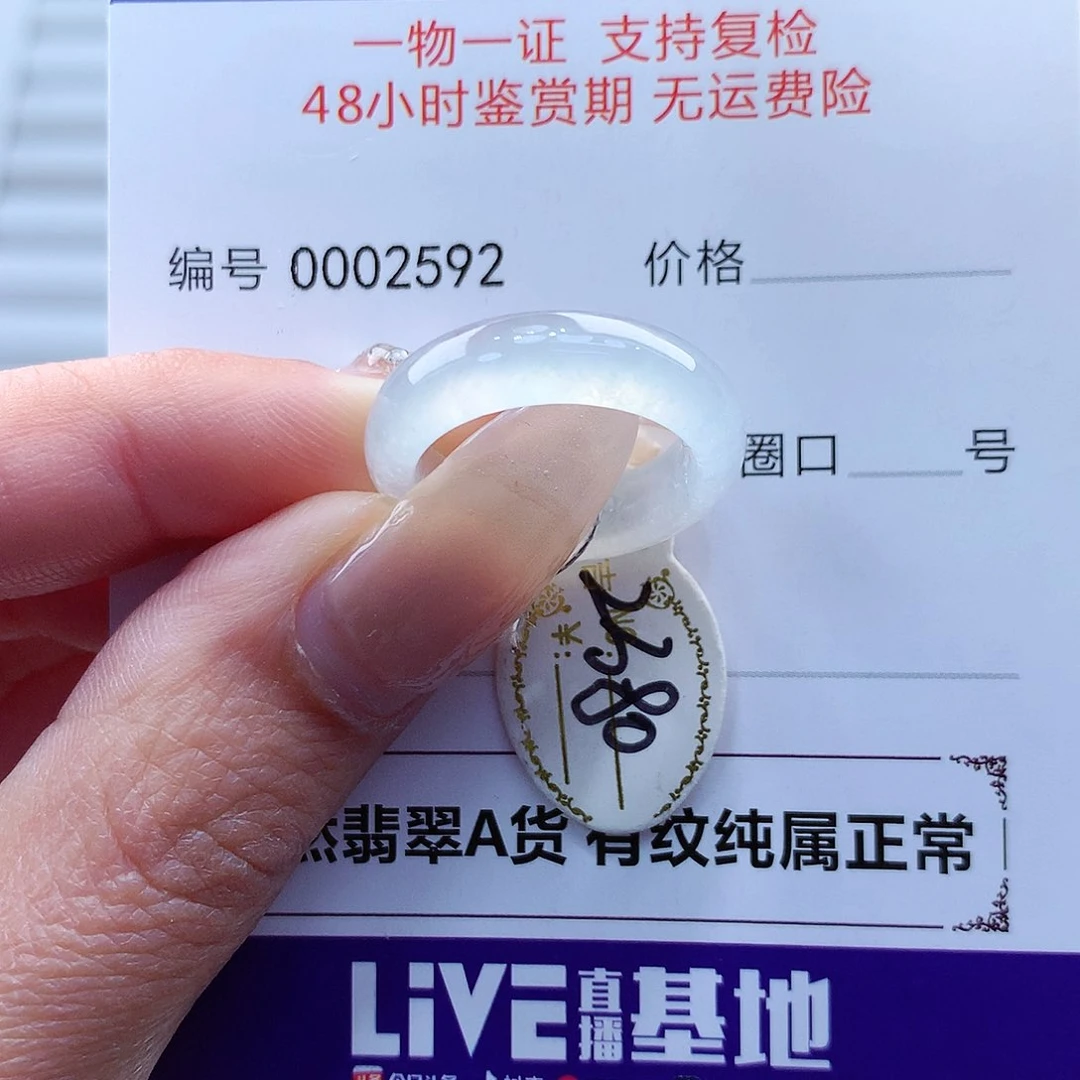 一物一证 支持复检
48小时鉴赏期 无运费险
编号 0002592 价格
圈口 号
翡翠A货 有纹纯属正常
LiVE直播基地